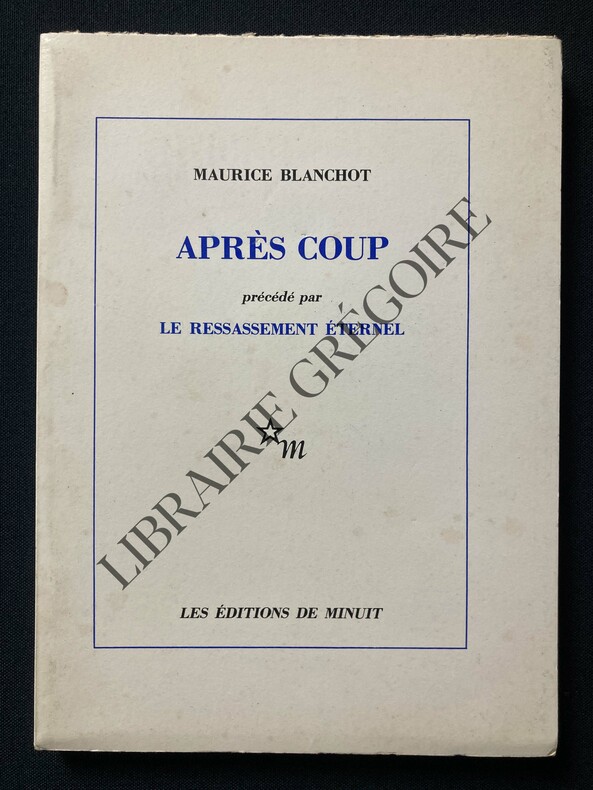 MAURICE BLANCHOT
APRÈS COUP
précédé par
LE RESSASSEMENT ÉTERNEL
LIBRAIRIE GRÉGOIRE
m
LES ÉDITIONS DE MINUIT